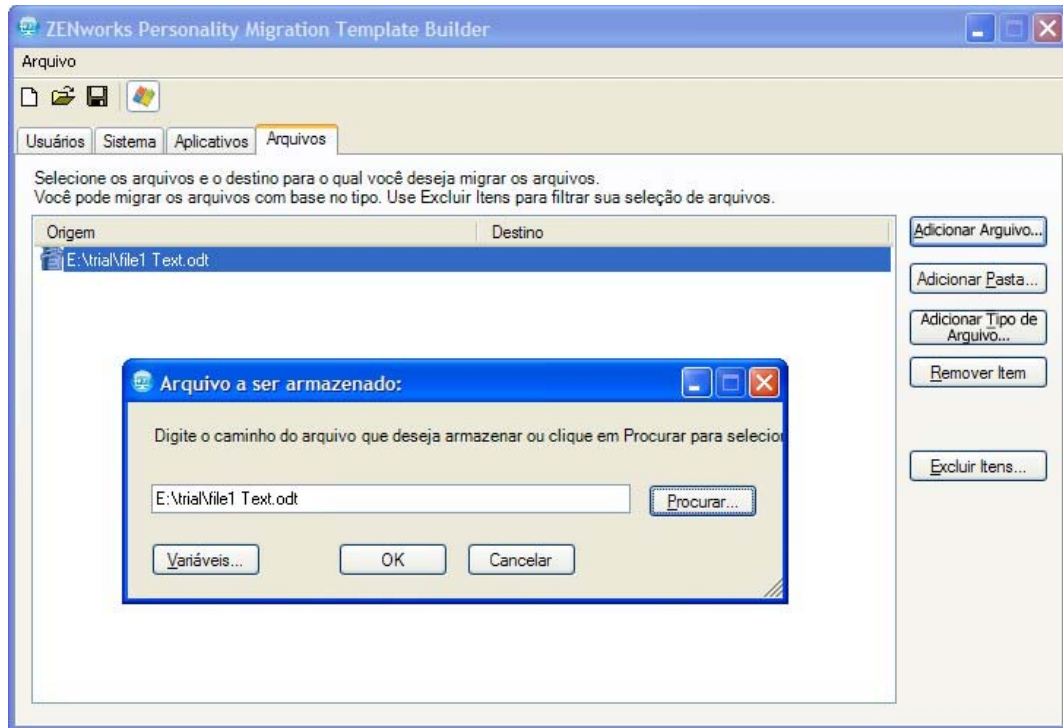 ZENworks Personality Migration Template Builder
Arquivo
Usuários Sistema Aplicativos Arquivos
Selecione os arquivos e o destino para o qual você deseja migrar os arquivos.
Você pode migrar os arquivos com base no tipo. Use Excluir Itens para filtrar sua seleção de arquivos.
Origem Destino
E:\trial\file1 Text.odt
Adicionar Arquivo...
Adicionar Pasta...
Adicionar Tipo de
Arquivo...
Remover Item
Excluir Itens...
Arquivo a ser armazenado:
Digite o caminho do arquivo que deseja armazenar ou clique em Procurar para selecior
E:\trial\file1 Text.odt
Procurar...
Variáveis... OK Cancelar